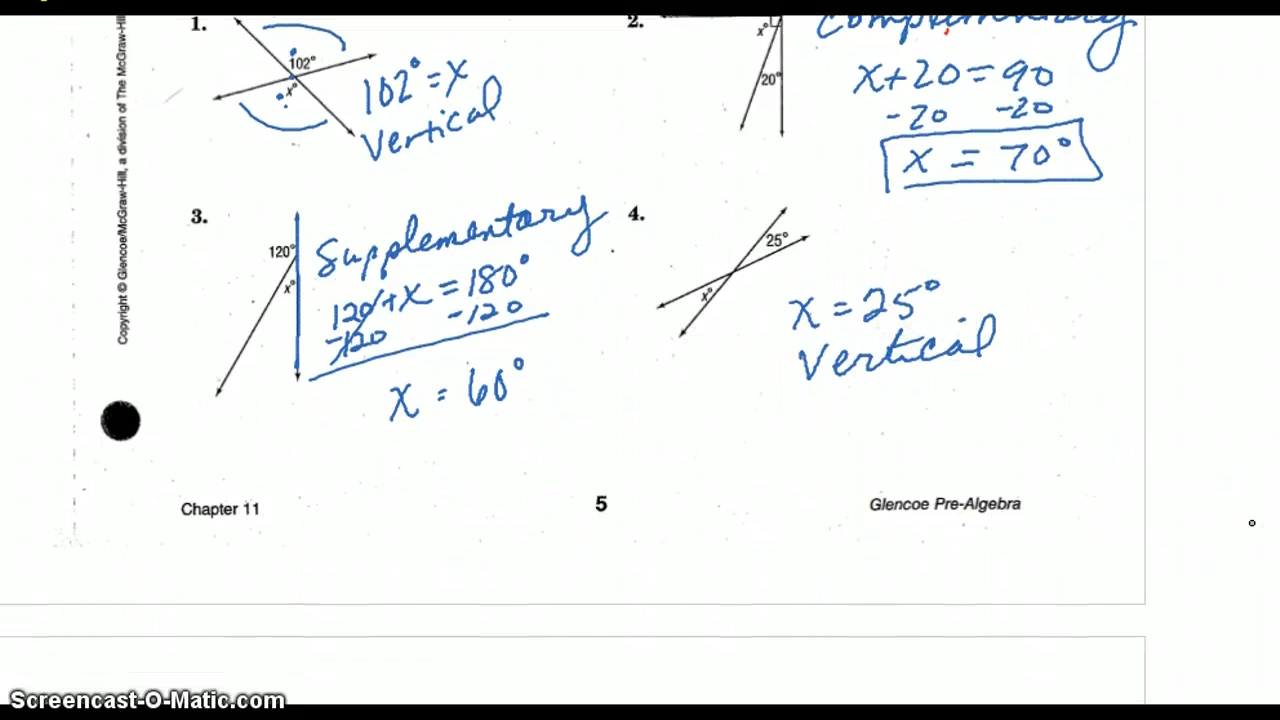 Copyright © Glencoe/McGraw-Hill, a division of The McGraw-Hill
1.
102°
x°
102° = x
Vertical
2.
x°
20°
x + 20 = 90
-20 -20
x = 70°
3.
120°
x°
Supplementary
120 + x = 180°
-120 -120
x = 60°
4.
25°
x°
x = 25°
Vertical
Chapter 11
5
Glencoe Pre-Algebra
Screencast-O-Matic.com